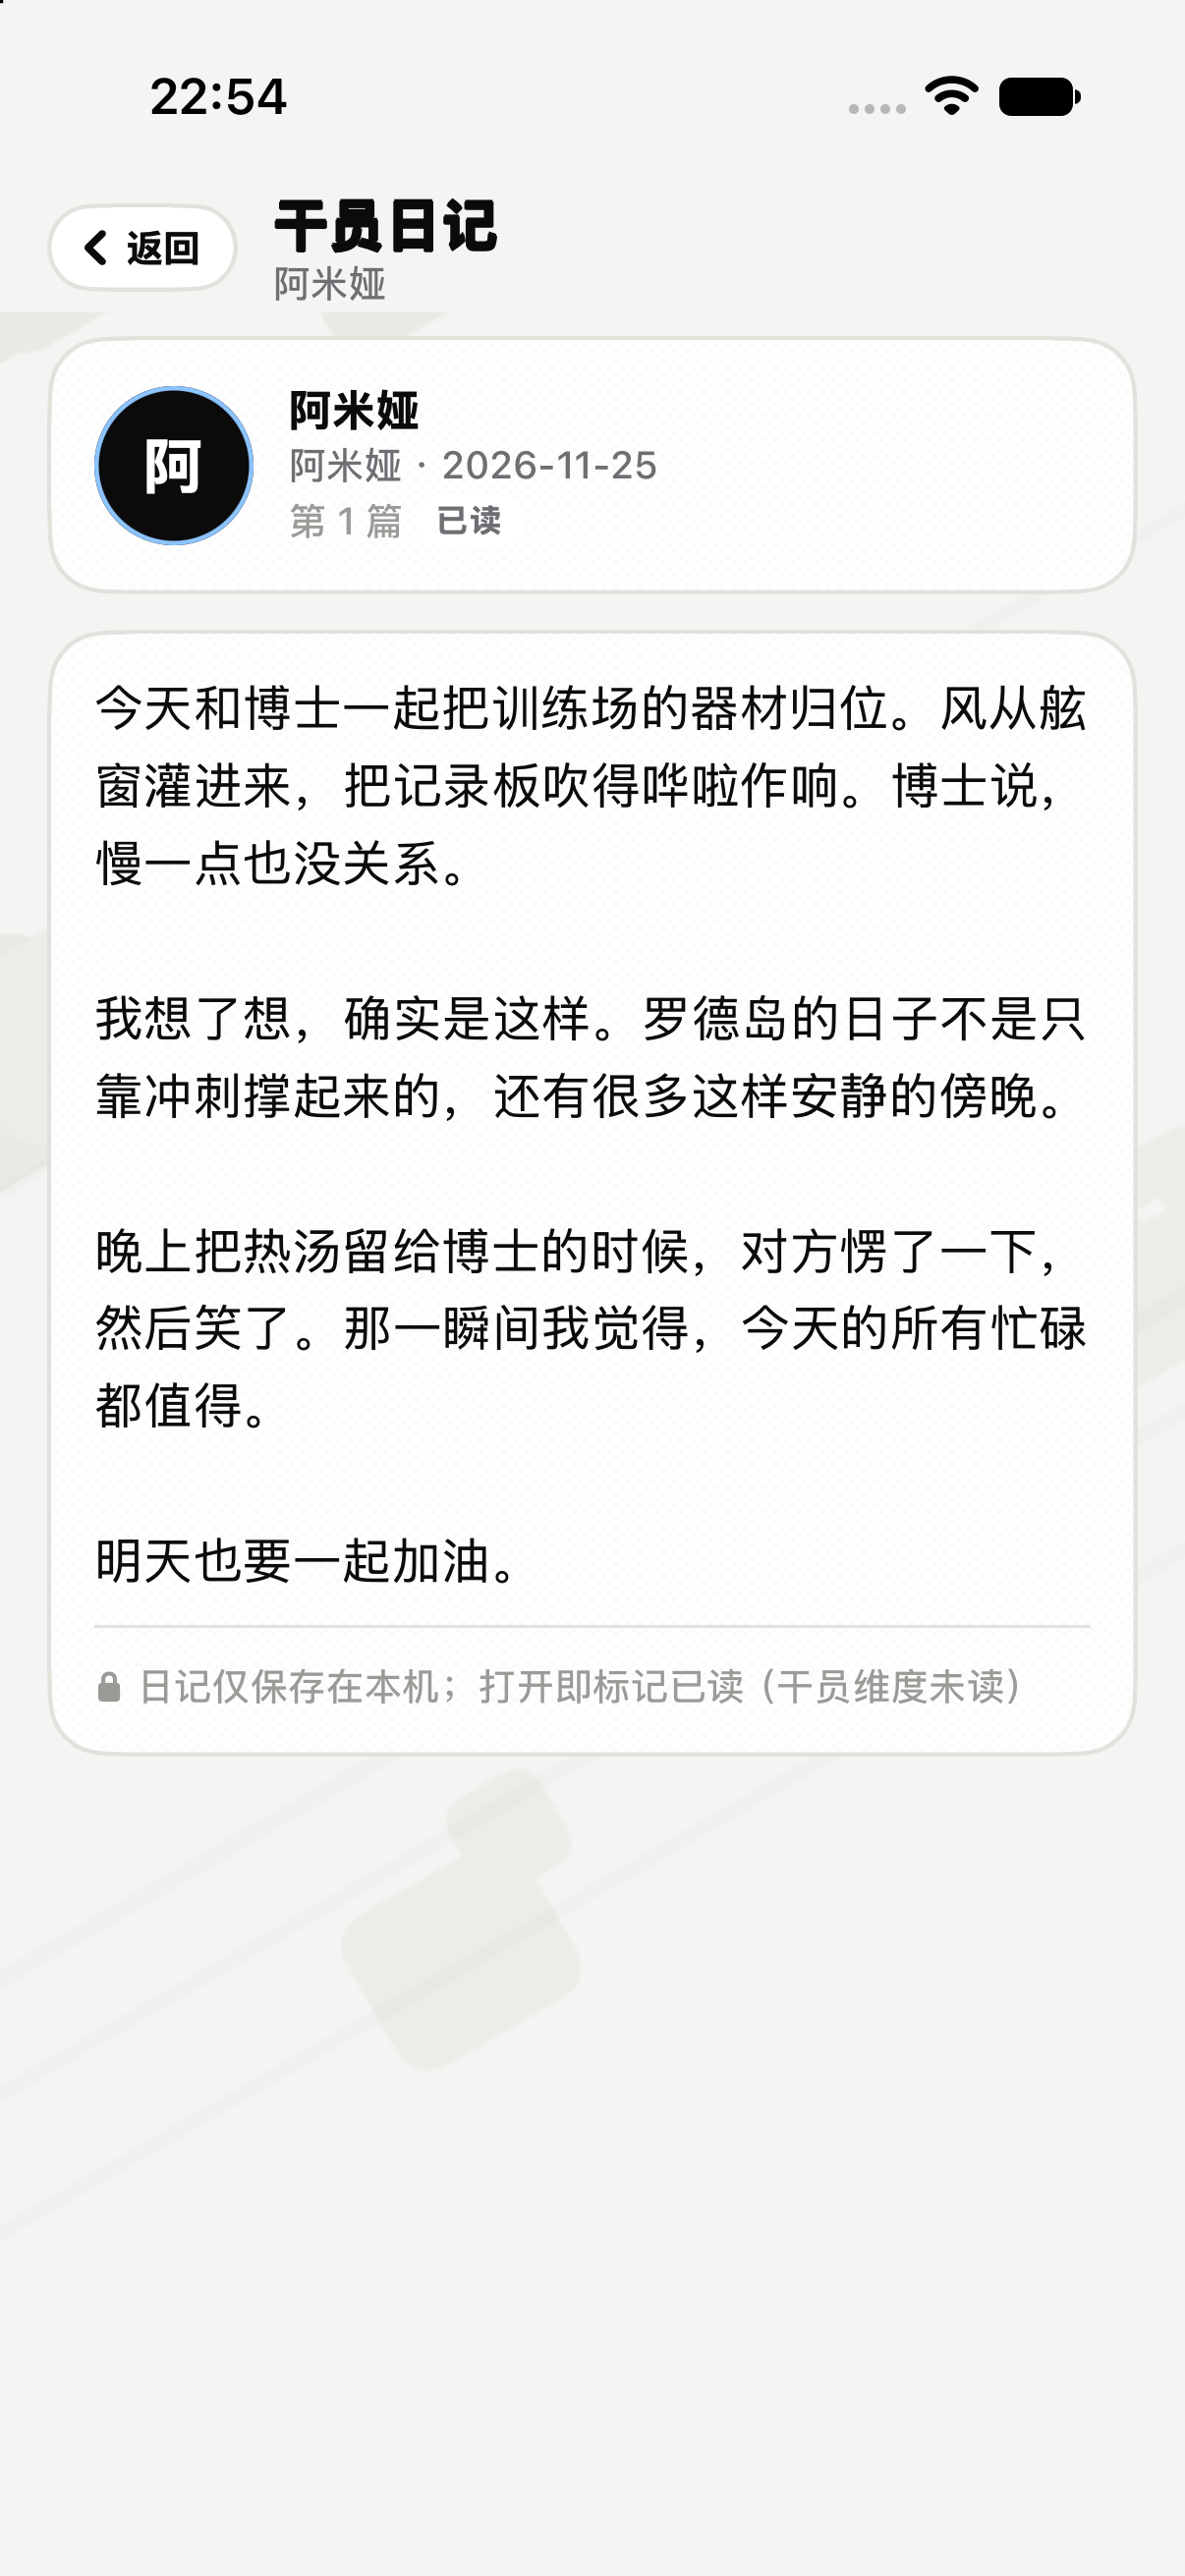 22:54
返回
干员日记
阿米娅
阿
阿米娅
阿米娅 · 2026-11-25
第 1 篇 已读
今天和博士一起把训练场的器材归位。风从舷
窗灌进来，把记录板吹得哗啦作响。博士说，
慢一点也没关系。
我想了想，确实是这样。罗德岛的日子不是只
靠冲刺撑起来的，还有很多这样安静的傍晚。
晚上把热汤留给博士的时候，对方愣了一下，
然后笑了。那一瞬间我觉得，今天的所有忙碌
都值得。
明天也要一起加油。
日记仅保存在本机；打开即标记已读（干员维度未读）